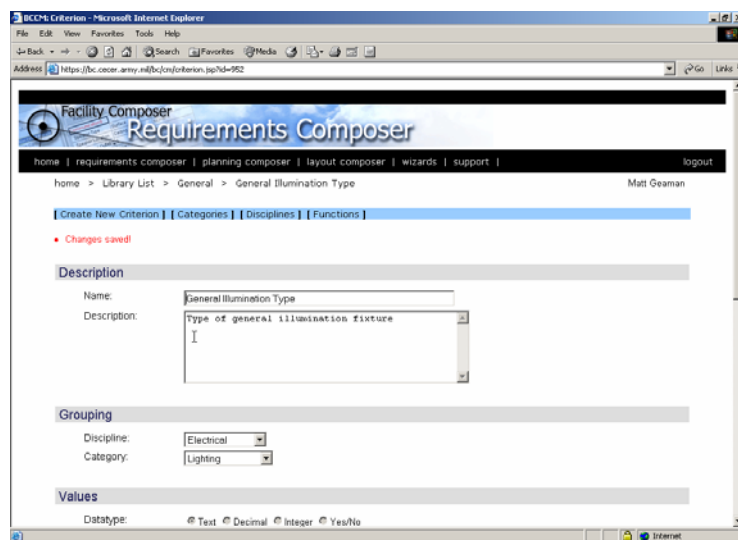 BCCM: Criterion - Microsoft Internet Explorer
File Edit View Favorites Tools Help
Back Search Favorites Media
Address https://bc.cecer.army.mil/bc/cm/criterion.jsp?id=952 Go Links
Facility Composer
Requirements Composer
home | requirements composer | planning composer | layout composer | wizards | support | logout
home > Library List > General > General Illumination Type Matt Geaman
[ Create New Criterion ] [ Categories ] [ Disciplines ] [ Functions ]
• Changes saved!
Description
Name: General Illumination Type
Description: Type of general illumination fixture
Grouping
Discipline: Electrical
Category: Lighting
Values
Datatype: Text Decimal Integer Yes/No
Internet